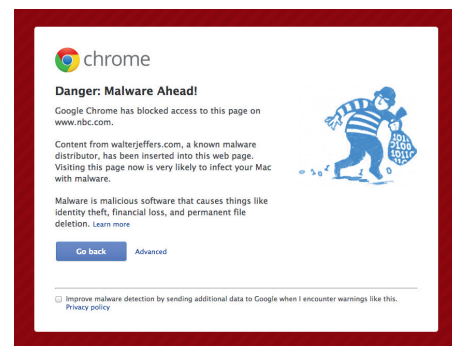 chrome
Danger: Malware Ahead!
Google Chrome has blocked access to this page on
www.nbc.com.
Content from walterjeffers.com, a known malware
distributor, has been inserted into this web page.
Visiting this page now is very likely to infect your Mac
with malware.
Malware is malicious software that causes things like
identity theft, financial loss, and permanent file
deletion. Learn more
Go back Advanced
Improve malware detection by sending additional data to Google when I encounter warnings like this.
Privacy policy